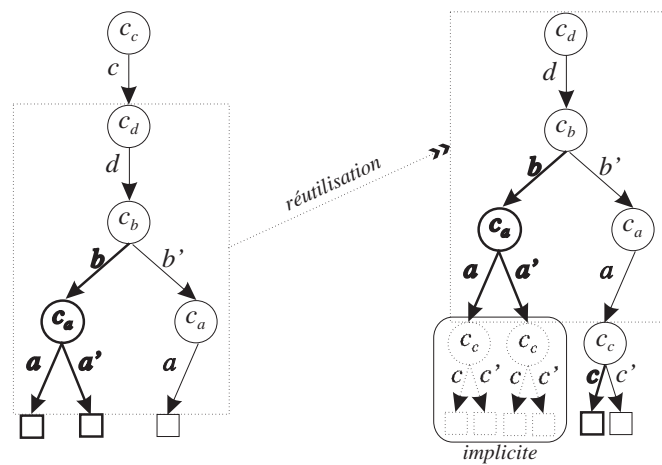 c_c
c
c_d
d
c_b
b b'
c_a c_a
a a' a
réutilisation
c_d
d
c_b
b b'
c_a c_a
a a' a
c_c c_c c_c
c c' c c' c c'
implicite